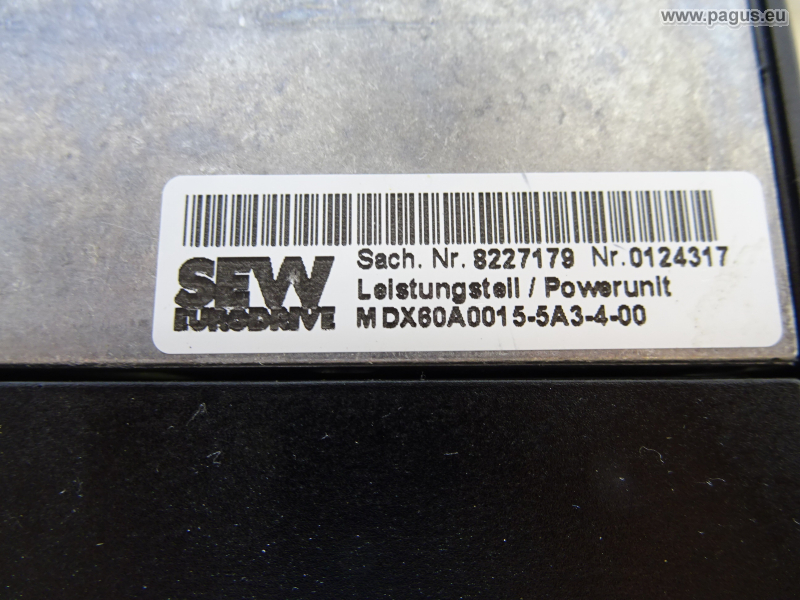 www.pagus.eu
Sach. Nr. 8227179 Nr.0124317
SEW
EURODRIVE
Leistungsteil / Powerunit
MDX60A0015-5A3-4-00